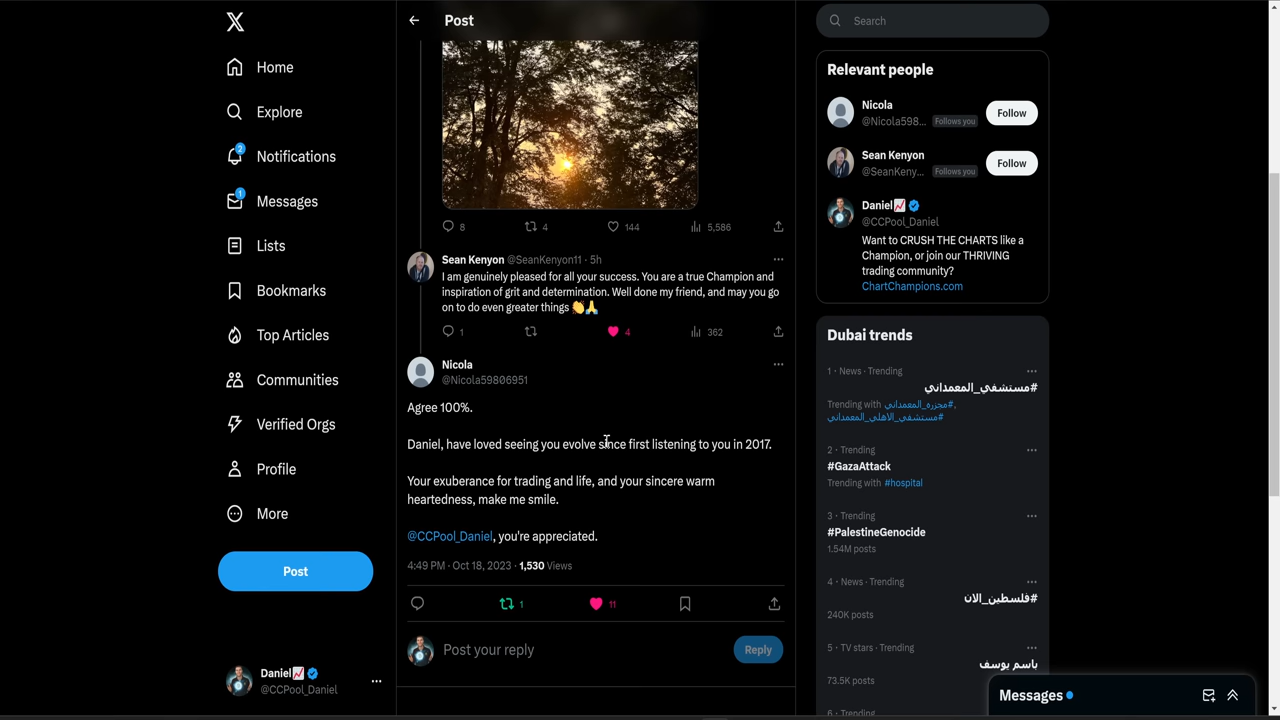 Home
Explore
2
Notifications
1
Messages
Lists
Bookmarks
Top Articles
Communities
Verified Orgs
Profile
More
Post
Daniel📈
@CCPool_Daniel
Post
8
4
144
5,586
Sean Kenyon @SeanKenyon11 · 5h
I am genuinely pleased for all your success. You are a true Champion and
inspiration of grit and determination. Well done my friend, and may you go
on to do even greater things 👏🙏
1
4
362
Nicola
@Nicola59806951
Agree 100%.
Daniel, have loved seeing you evolve since first listening to you in 2017.
Your exuberance for trading and life, and your sincere warm
heartedness, make me smile.
@CCPool_Daniel, you're appreciated.
4:49 PM · Oct 18, 2023 · 1,530 Views
1
11
Post your reply
Reply
Search
Relevant people
Nicola
@Nicola598... Follows you
Follow
Sean Kenyon
@SeanKeny... Follows you
Follow
Daniel📈
@CCPool_Daniel
Want to CRUSH THE CHARTS like a
Champion, or join our THRIVING
trading community?
ChartChampions.com
Dubai trends
1 · News · Trending
#مستشفي_المعمداني
Trending with #مجزره_المعمداني,
#مستشفي_الاهلي_المعمداني
2 · Trending
#GazaAttack
Trending with #hospital
3 · Trending
#PalestineGenocide
1.54M posts
4 · News · Trending
#فلسطين_الان
240K posts
5 · TV stars · Trending
باسم يوسف
73.5K posts
Messages